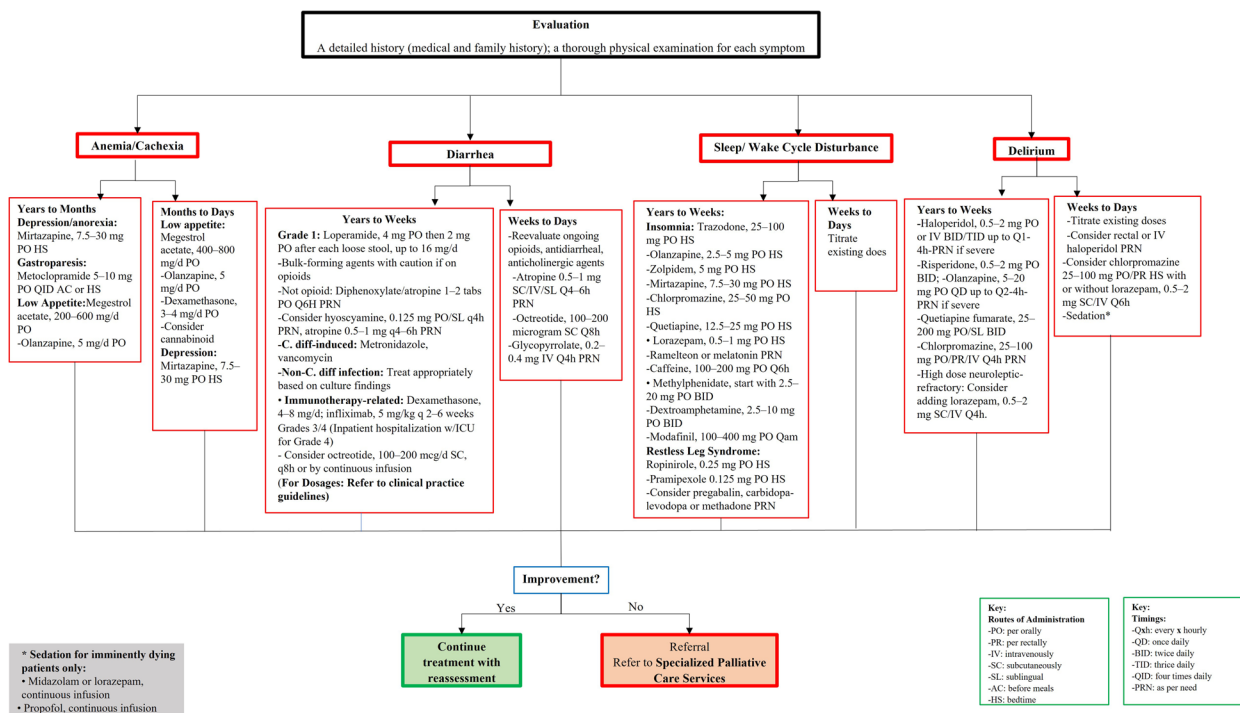 Evaluation
A detailed history (medical and family history); a thorough physical examination for each symptom
Anemia/Cachexia
Diarrhea
Sleep/ Wake Cycle Disturbance
Delirium
Years to Months
Depression/anorexia:
Mirtazapine, 7.5–30 mg PO HS
Gastroparesis:
Metoclopramide 5–10 mg
PO QID AC or HS
Low Appetite:Megestrol
acetate, 200–600 mg/d
PO
-Olanzapine, 5 mg/d PO
Months to Days
Low appetite:
Megestrol
acetate, 400–800
mg/d PO
-Olanzapine, 5
mg/d PO
-Dexamethasone,
3–4 mg/d PO
-Consider
cannabinoid
Depression:
Mirtazapine, 7.5–
30 mg PO HS
Years to Weeks
Grade 1: Loperamide, 4 mg PO then 2 mg
PO after each loose stool, up to 16 mg/d
-Bulk-forming agents with caution if on
opioids
-Not opioid: Diphenoxylate/atropine 1–2 tabs
PO Q6H PRN
-Consider hyoscyamine, 0.125 mg PO/SL q4h
PRN, atropine 0.5–1 mg q4–6h PRN
-C. diff-induced: Metronidazole,
vancomycin
-Non-C. diff infection: Treat appropriately
based on culture findings
• Immunotherapy-related: Dexamethasone,
4–8 mg/d; infliximab, 5 mg/kg q 2–6 weeks
Grades 3/4 (Inpatient hospitalization w/ICU
for Grade 4)
- Consider octreotide, 100–200 mcg/d SC,
q8h or by continuous infusion
(For Dosages: Refer to clinical practice
guidelines)
Weeks to Days
-Reevaluate ongoing
opioids, antidiarrheal,
anticholinergic agents
-Atropine 0.5–1 mg
SC/IV/SL Q4–6h
PRN
-Octreotide, 100–200
microgram SC Q8h
-Glycopyrrolate, 0.2–
0.4 mg IV Q4h PRN
Years to Weeks:
Insomnia: Trazodone, 25–
100 mg PO HS
-Olanzapine, 2.5–5 mg PO HS
-Zolpidem, 5 mg PO HS
-Mirtazapine, 7.5–30 mg PO HS
-Chlorpromazine, 25–50 mg PO
HS
-Quetiapine, 12.5–25 mg PO HS
• Lorazepam, 0.5–1 mg PO HS
-Ramelteon or melatonin PRN
-Caffeine, 100–200 mg PO Q6h
• Methylphenidate, start with 2.5–
20 mg PO BID
-Dextroamphetamine, 2.5–10 mg
PO BID
-Modafinil, 100–400 mg PO Qam
Restless Leg Syndrome:
Ropinirole, 0.25 mg PO HS
-Pramipexole 0.125 mg PO HS
-Consider pregabalin, carbidopa-
levodopa or methadone PRN
Weeks to
Days
Titrate
existing does
Years to Weeks
-Haloperidol, 0.5–2 mg PO
or IV BID/TID up to Q1-
4h-PRN if severe
-Risperidone, 0.5–2 mg PO
BID; -Olanzapine, 5–20
mg PO QD up to Q2-4h-
PRN if severe
-Quetiapine fumarate, 25–
200 mg PO/SL BID
-Chlorpromazine, 25–100
mg PO/PR/IV Q4h PRN
-High dose neuroleptic-
refractory: Consider
adding lorazepam, 0.5–2
mg SC/IV Q4h.
Weeks to Days
-Titrate existing doses
-Consider rectal or IV
haloperidol PRN
-Consider chlorpromazine
25–100 mg PO/PR HS with
or without lorazepam, 0.5–2
mg SC/IV Q6h
-Sedation*
Improvement?
Yes
No
Continue
treatment with
reassessment
Referral
Refer to Specialized Palliative
Care Services
* Sedation for imminently dying
patients only:
• Midazolam or lorazepam,
continuous infusion
• Propofol, continuous infusion
Key:
Routes of Administration
-PO: per orally
-PR: per rectally
-IV: intravenously
-SC: subcutaneously
-SL: sublingual
-AC: before meals
-HS: bedtime
Key:
Timings:
-Qxh: every x hourly
-QD: once daily
-BID: twice daily
-TID: thrice daily
-QID: four times daily
-PRN: as per need